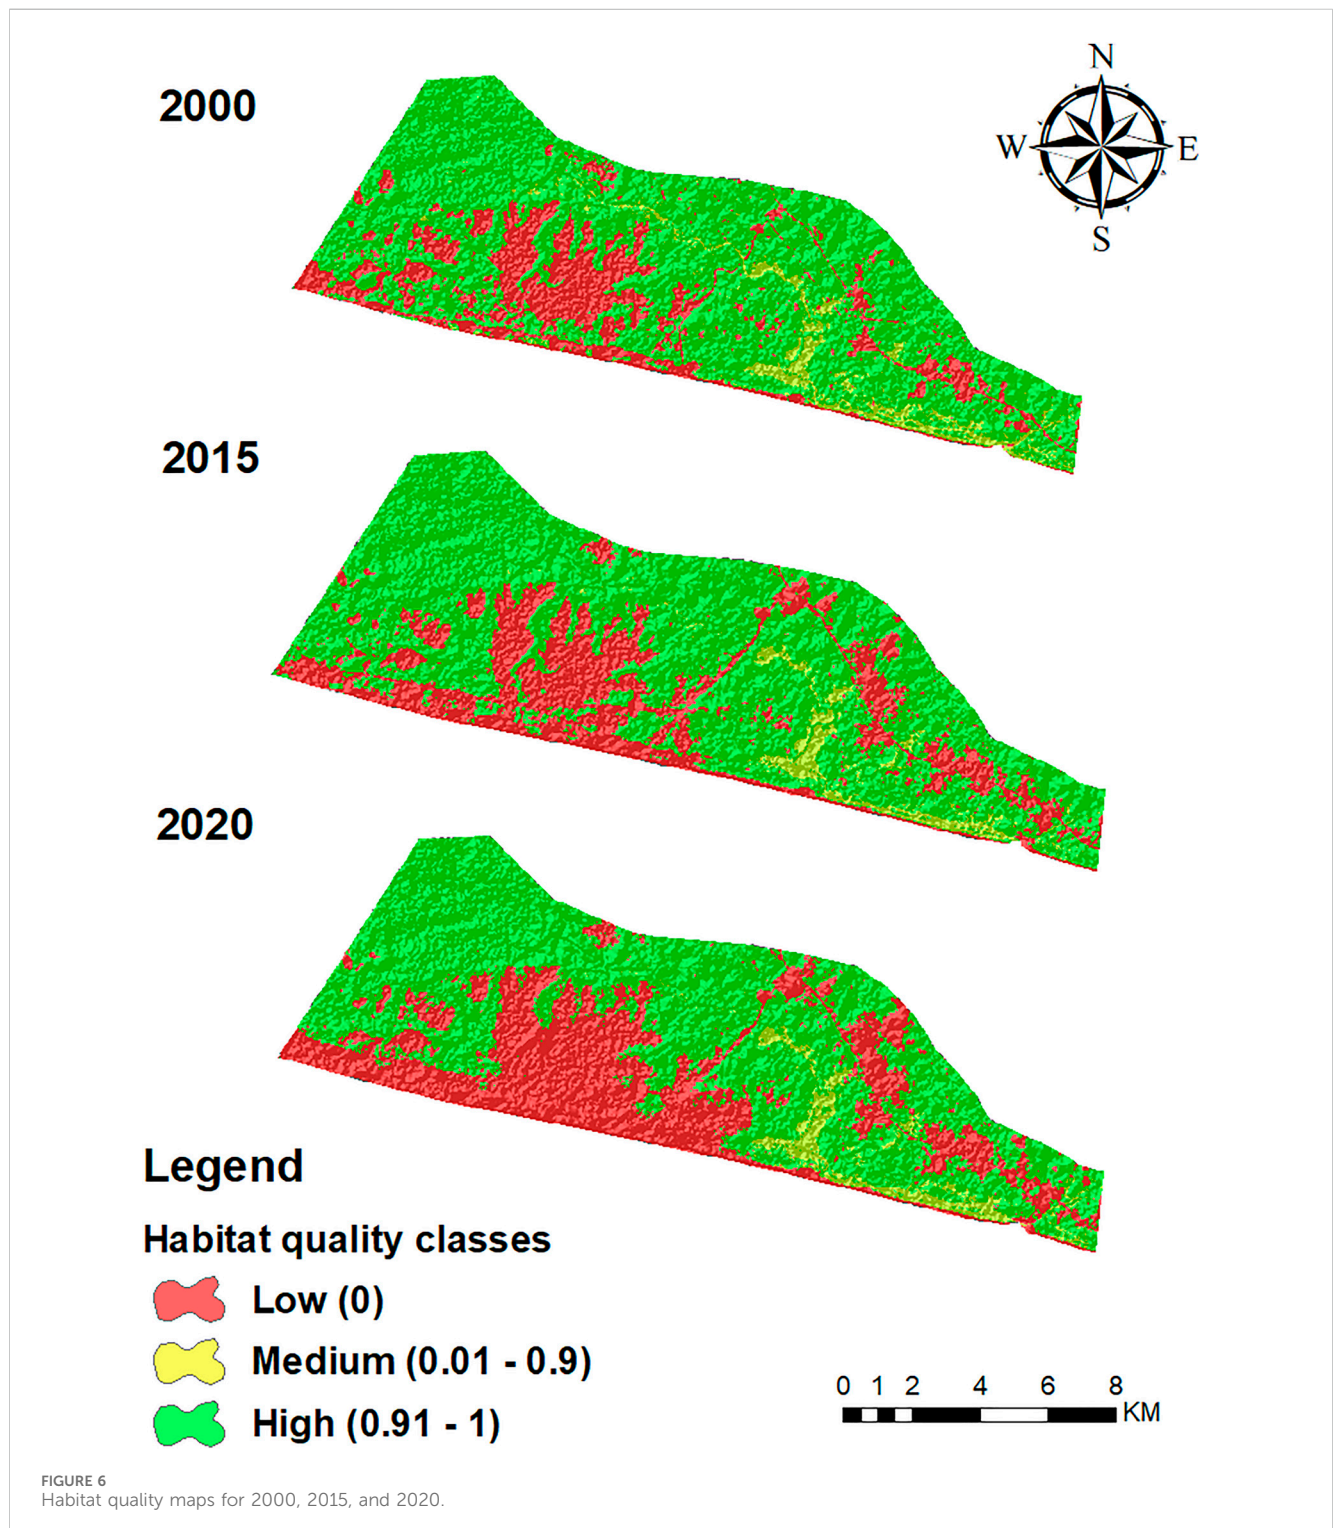 N
2000
W
E
S
2015
2020
Legend
Habitat quality classes
Low (0)
Medium (0.01 - 0.9)
High (0.91 - 1)
0 1 2 4 6 8
KM
FIGURE 6
Habitat quality maps for 2000, 2015, and 2020.